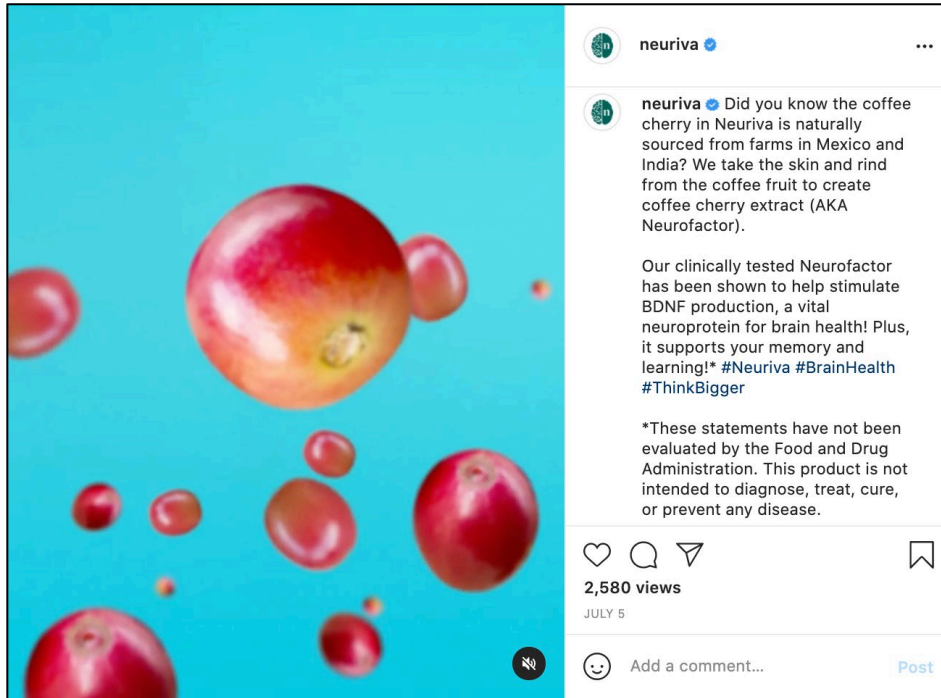 neuriva
neuriva Did you know the coffee
cherry in Neuriva is naturally
sourced from farms in Mexico and
India? We take the skin and rind
from the coffee fruit to create
coffee cherry extract (AKA
Neurofactor).
Our clinically tested Neurofactor
has been shown to help stimulate
BDNF production, a vital
neuroprotein for brain health! Plus,
it supports your memory and
learning!* #Neuriva #BrainHealth
#ThinkBigger
*These statements have not been
evaluated by the Food and Drug
Administration. This product is not
intended to diagnose, treat, cure,
or prevent any disease.
2,580 views
JULY 5
Add a comment...
Post